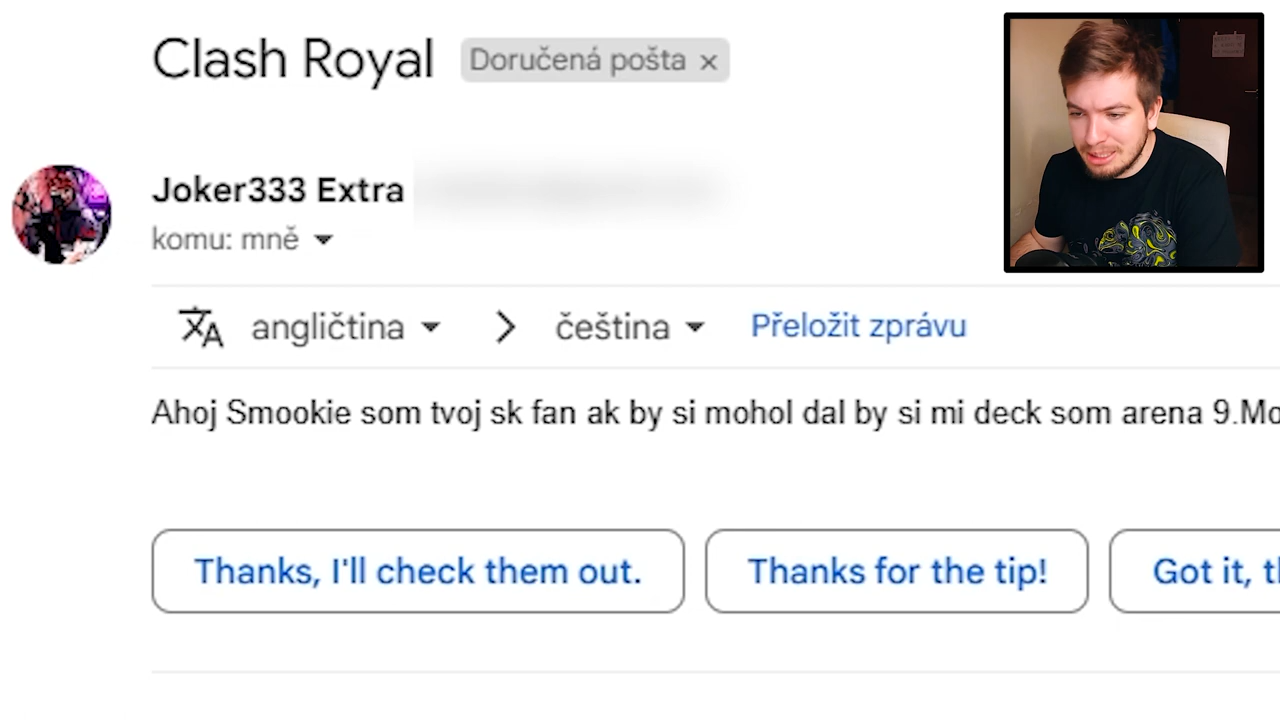 Clash Royal Doručená pošta ×
Joker333 Extra
komu: mně
angličtina > čeština Přeložit zprávu
Ahoj Smookie som tvoj sk fan ak by si mohol dal by si mi deck som arena 9.Mo
Thanks, I'll check them out. Thanks for the tip! Got it, th